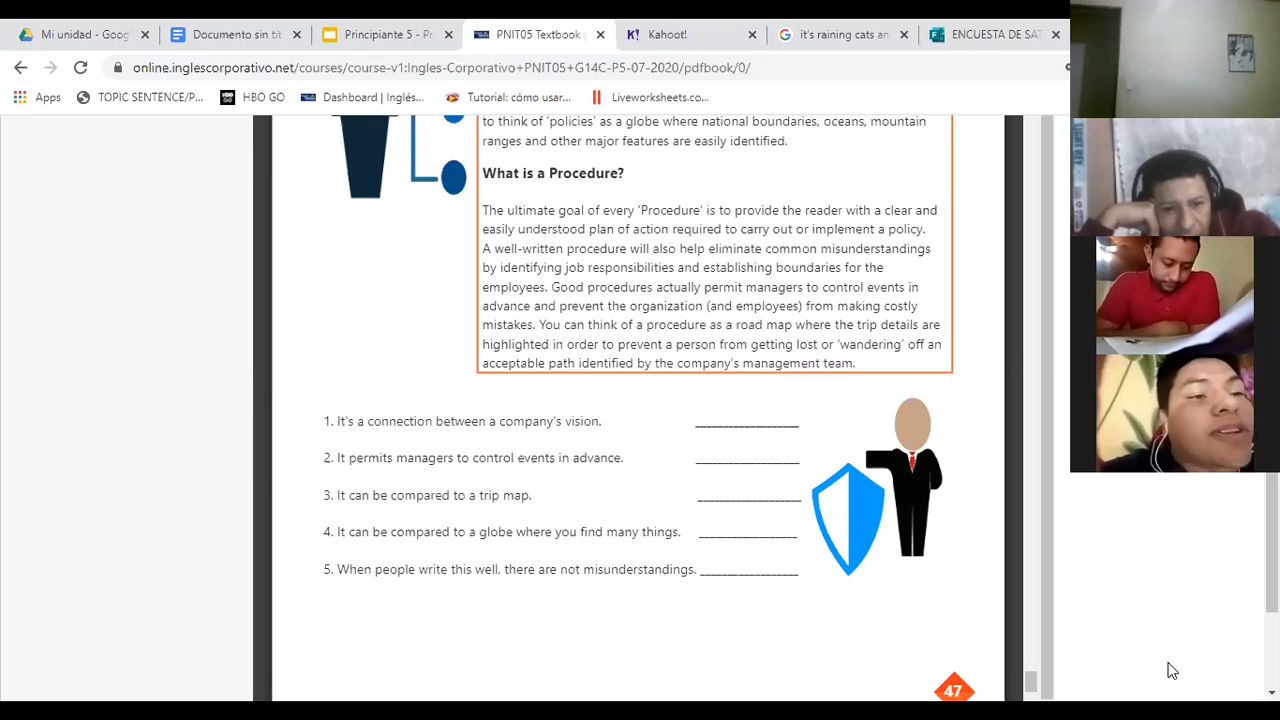 Mi unidad - Goog
Documento sin tít
Principiante 5 - Pr
PNIT05 Textbook
Kahoot!
it's raining cats an
ENCUESTA DE SAT
online.inglescorporativo.net/courses/course-v1:Ingles-Corporativo+PNIT05+G14C-P5-07-2020/pdfbook/0/
Apps
TOPIC SENTENCE/P...
HBO GO
Dashboard | Inglés...
Tutorial: cómo usar...
Liveworksheets.co...
to think of 'policies' as a globe where national boundaries, oceans, mountain
ranges and other major features are easily identified.
What is a Procedure?
The ultimate goal of every 'Procedure' is to provide the reader with a clear and
easily understood plan of action required to carry out or implement a policy.
A well-written procedure will also help eliminate common misunderstandings
by identifying job responsibilities and establishing boundaries for the
employees. Good procedures actually permit managers to control events in
advance and prevent the organization (and employees) from making costly
mistakes. You can think of a procedure as a road map where the trip details are
highlighted in order to prevent a person from getting lost or 'wandering' off an
acceptable path identified by the company's management team.
1. It's a connection between a company's vision. __________________
2. It permits managers to control events in advance. __________________
3. It can be compared to a trip map. __________________
4. It can be compared to a globe where you find many things. _________________
5. When people write this well, there are not misunderstandings. _________________
47